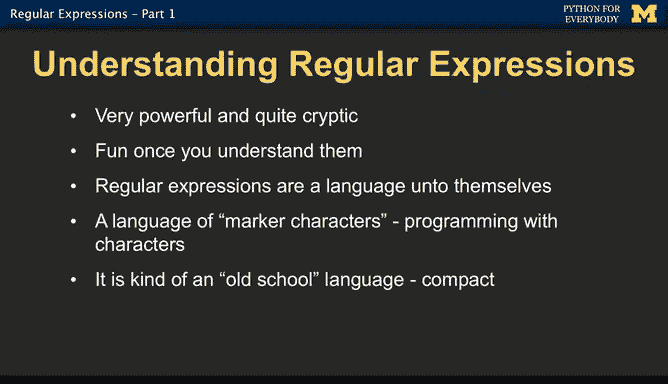 Regular Expressions – Part 1
PYTHON FOR
EVERYBODY
M
Understanding Regular Expressions
• Very powerful and quite cryptic
• Fun once you understand them
• Regular expressions are a language unto themselves
• A language of “marker characters” - programming with
characters
• It is kind of an “old school” language - compact